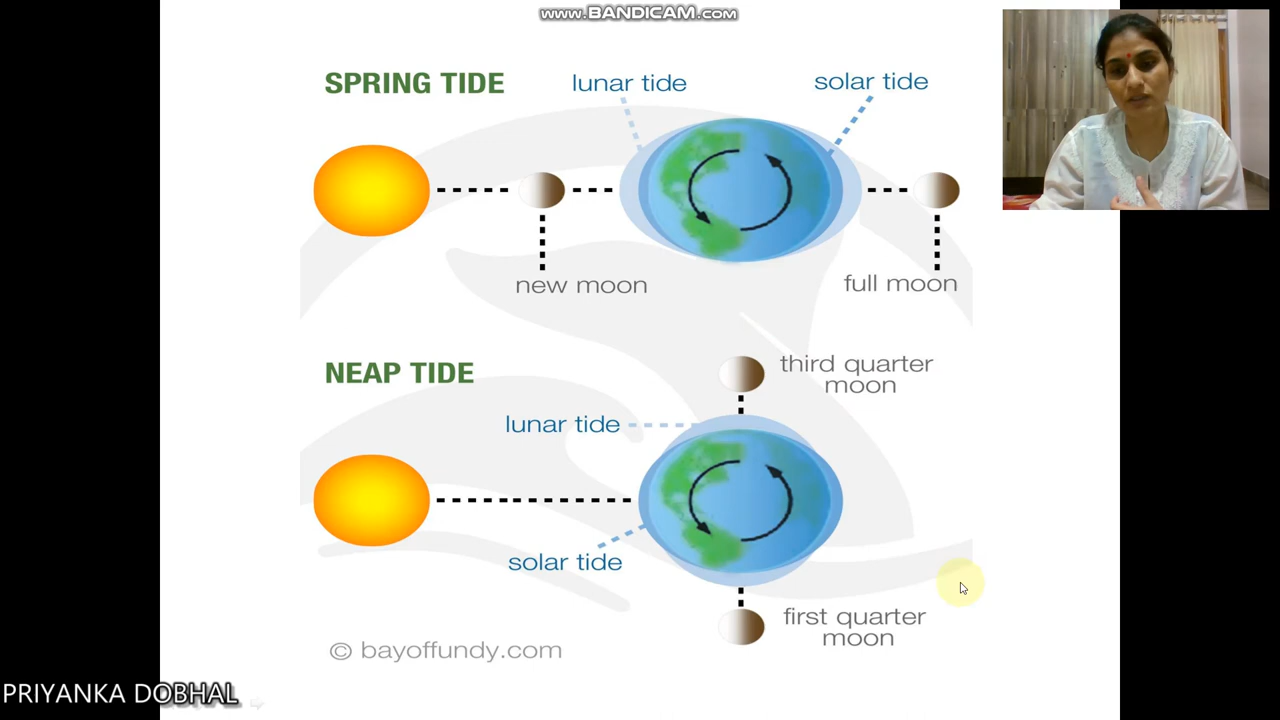 WWW.BANDICAM.COM
SPRING TIDE
lunar tide
solar tide
new moon
full moon
NEAP TIDE
third quarter
moon
lunar tide
solar tide
first quarter
moon
© bayoffundy.com
PRIYANKA DOBHAL